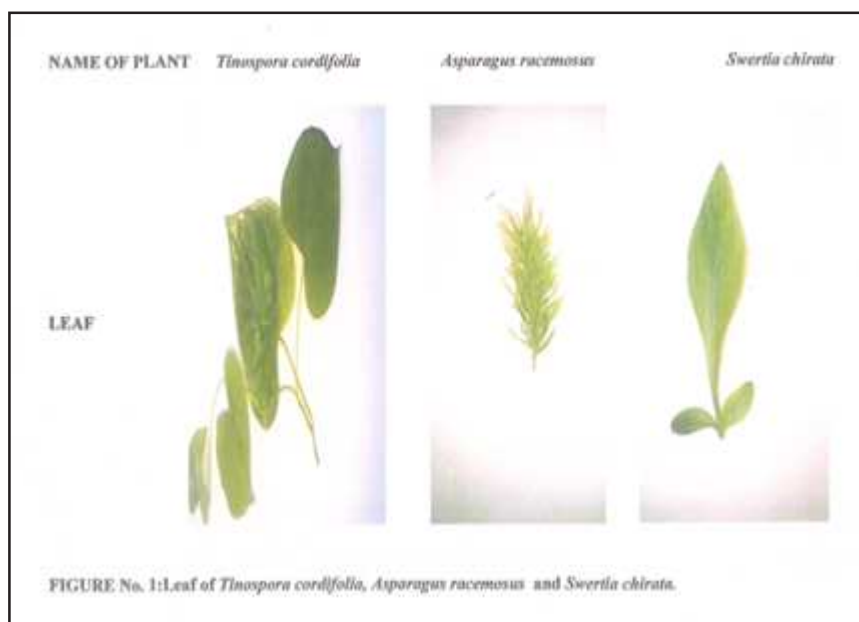 NAME OF PLANT Tinospora cordifolia Asparagus racemosus Swertia chirata
LEAF
FIGURE No. 1:Leaf of Tinospora cordifolia, Asparagus racemosus and Swertia chirata.